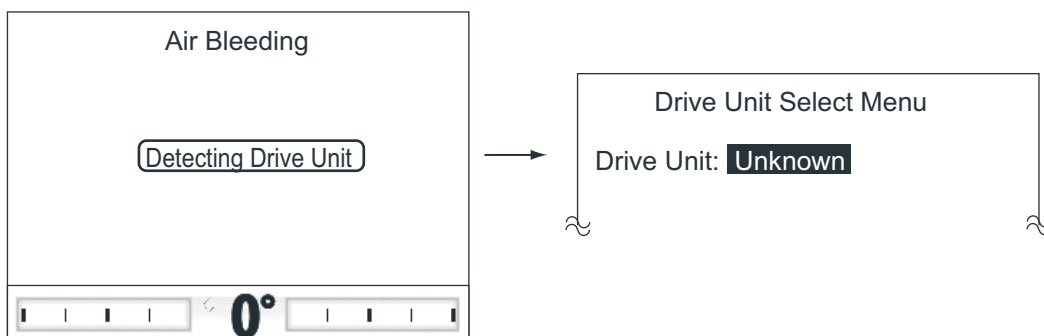 Air Bleeding
Detecting Drive Unit
0°
Drive Unit Select Menu
Drive Unit: Unknown